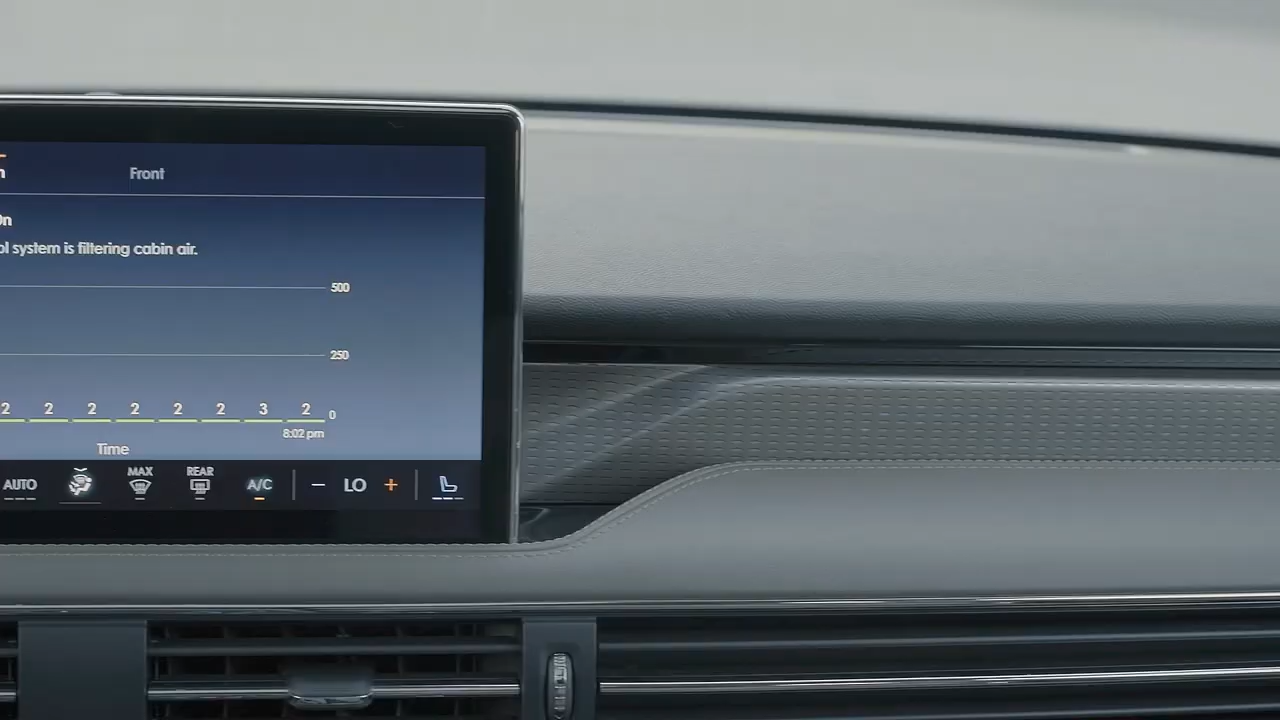 Front
On
system is filtering cabin air.
500
250
2 2 2 2 2 2 3 2
0
8:02 pm
Time
MAX
REAR
AUTO
A/C
− LO +